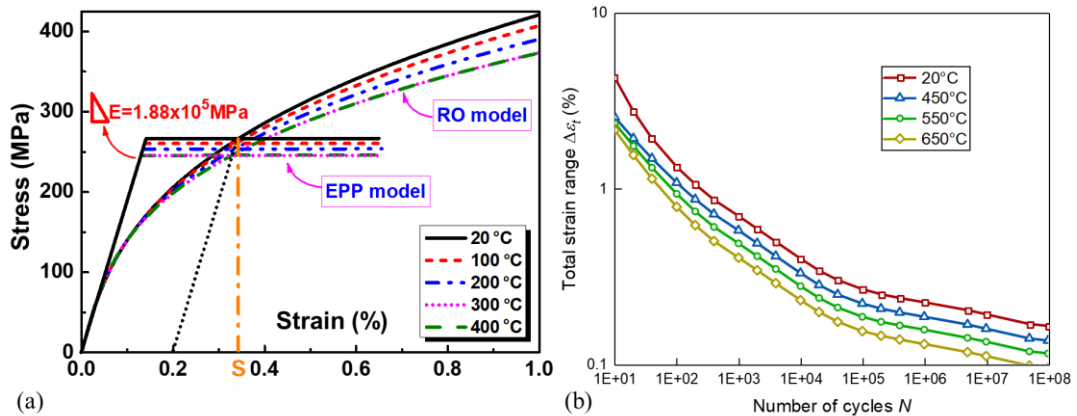 400
300
200
100
0
Stress (MPa)
E=1.88x10⁵MPa
RO model
EPP model
20 °C
100 °C
200 °C
300 °C
400 °C
Strain (%)
0.0 0.2 S 0.4 0.6 0.8 1.0
(a)
10
1
0.1
Total strain range Δεt (%)
20°C
450°C
550°C
650°C
1E+01 1E+02 1E+03 1E+04 1E+05 1E+06 1E+07 1E+08
Number of cycles N
(b)